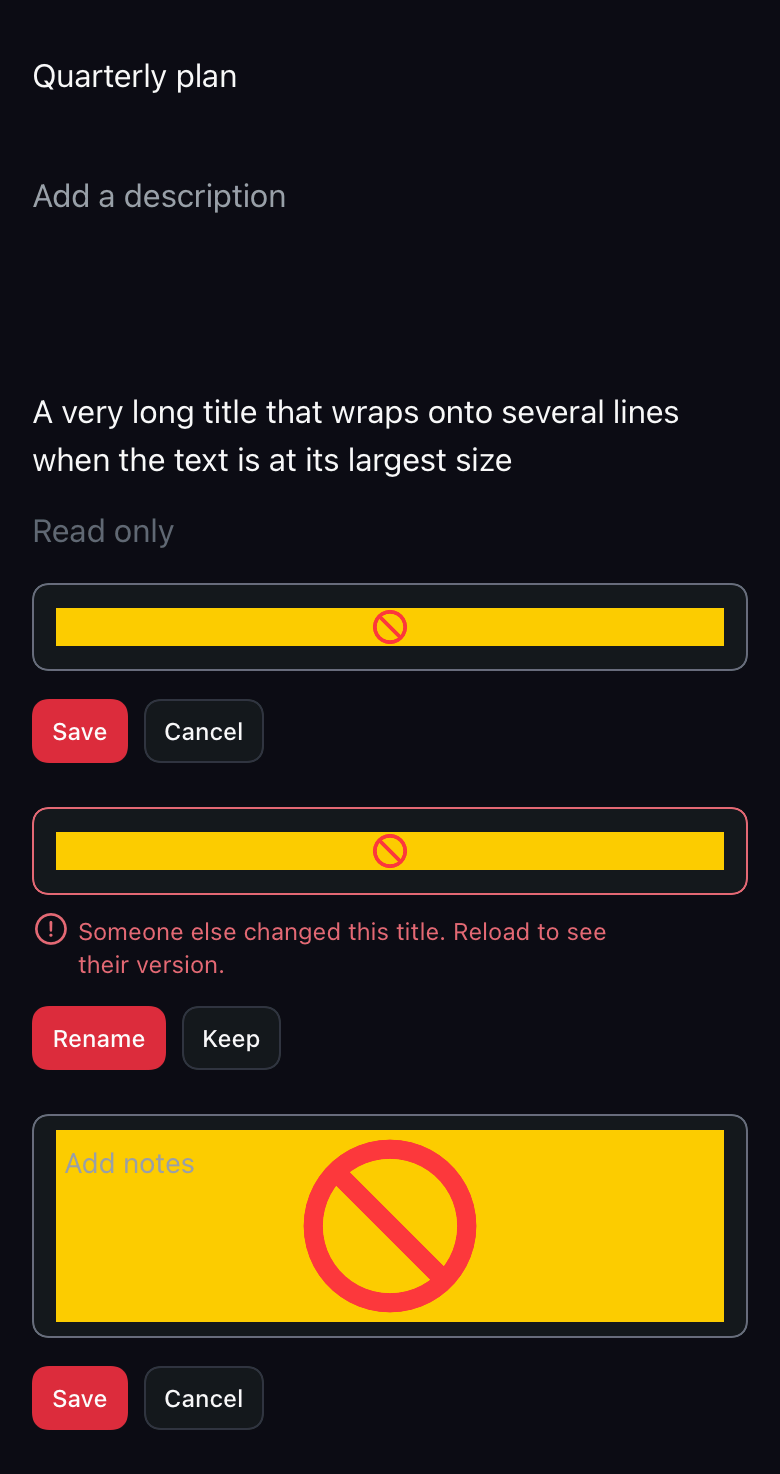 Quarterly plan
Add a description
A very long title that wraps onto several lines
when the text is at its largest size
Read only
Save
Cancel
Someone else changed this title. Reload to see
their version.
Rename
Keep
Add notes
Save
Cancel